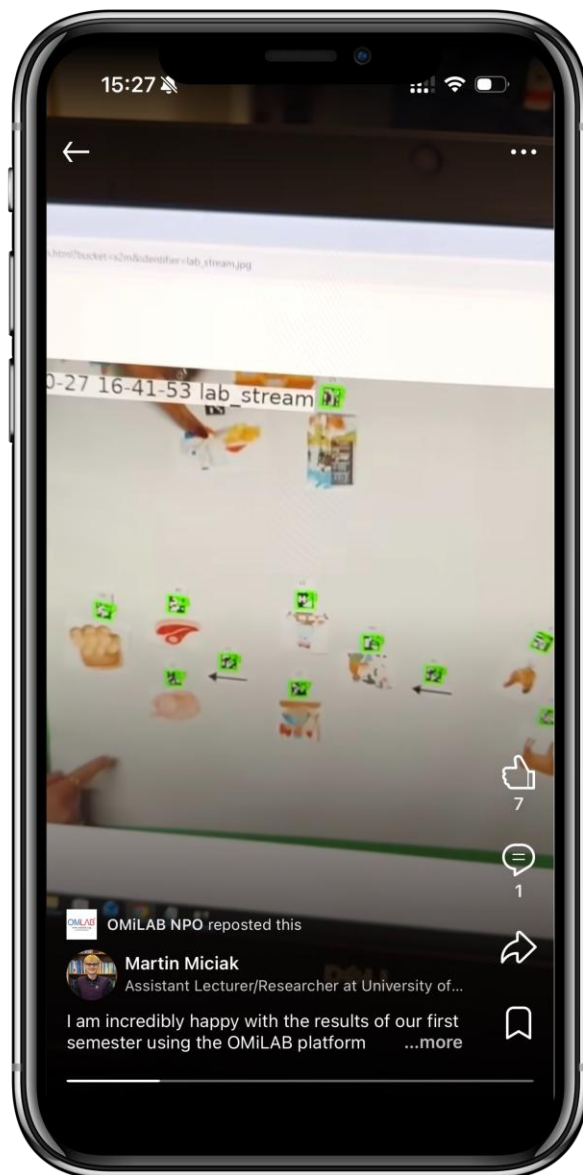 15:27
n.html?bucket=s2m&identifier=lab_stream.jpg
0-27 16-41-53 lab_stream
7
1
OMiLAB
OMiLAB NPO reposted this
Martin Miciak
Assistant Lecturer/Researcher at University of...
I am incredibly happy with the results of our first
semester using the OMiLAB platform ...more
DELL